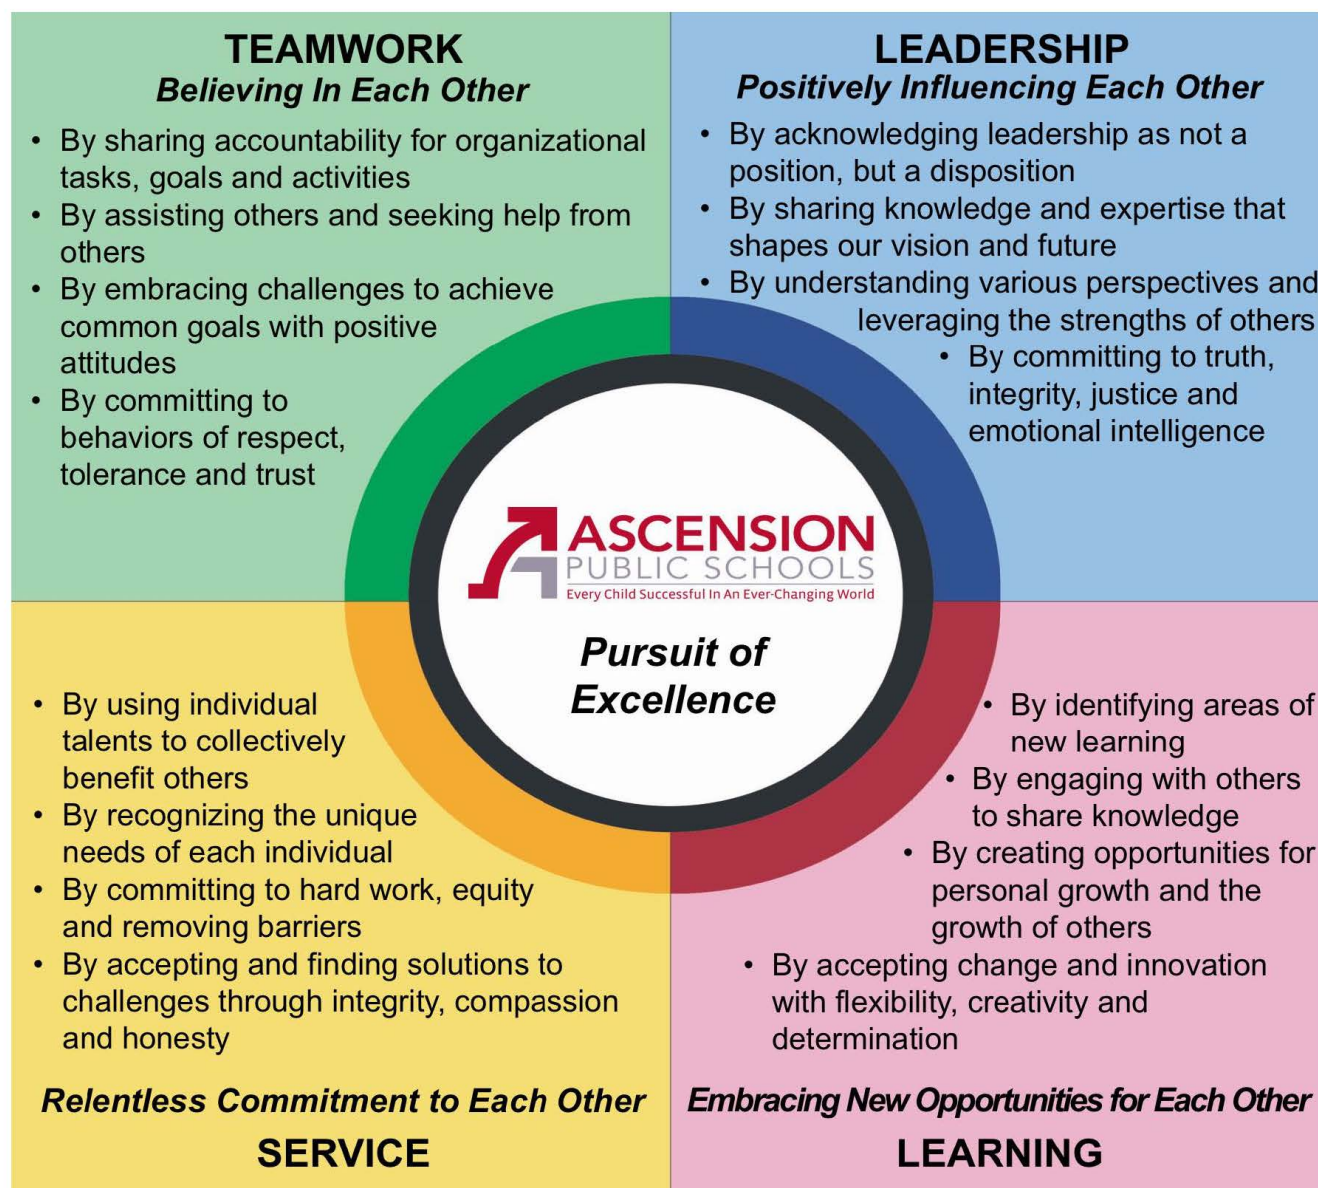 TEAMWORK
Believing In Each Other
• By sharing accountability for organizational
tasks, goals and activities
• By assisting others and seeking help from
others
• By embracing challenges to achieve
common goals with positive
attitudes
• By committing to
behaviors of respect,
tolerance and trust
LEADERSHIP
Positively Influencing Each Other
• By acknowledging leadership as not a
position, but a disposition
• By sharing knowledge and expertise that
shapes our vision and future
• By understanding various perspectives and
leveraging the strengths of others
• By committing to truth,
integrity, justice and
emotional intelligence
ASCENSION
PUBLIC SCHOOLS
Every Child Successful In An Ever-Changing World
Pursuit of
Excellence
• By using individual
talents to collectively
benefit others
• By recognizing the unique
needs of each individual
• By committing to hard work, equity
and removing barriers
• By accepting and finding solutions to
challenges through integrity, compassion
and honesty
Relentless Commitment to Each Other
SERVICE
• By identifying areas of
new learning
• By engaging with others
to share knowledge
• By creating opportunities for
personal growth and the
growth of others
• By accepting change and innovation
with flexibility, creativity and
determination
Embracing New Opportunities for Each Other
LEARNING